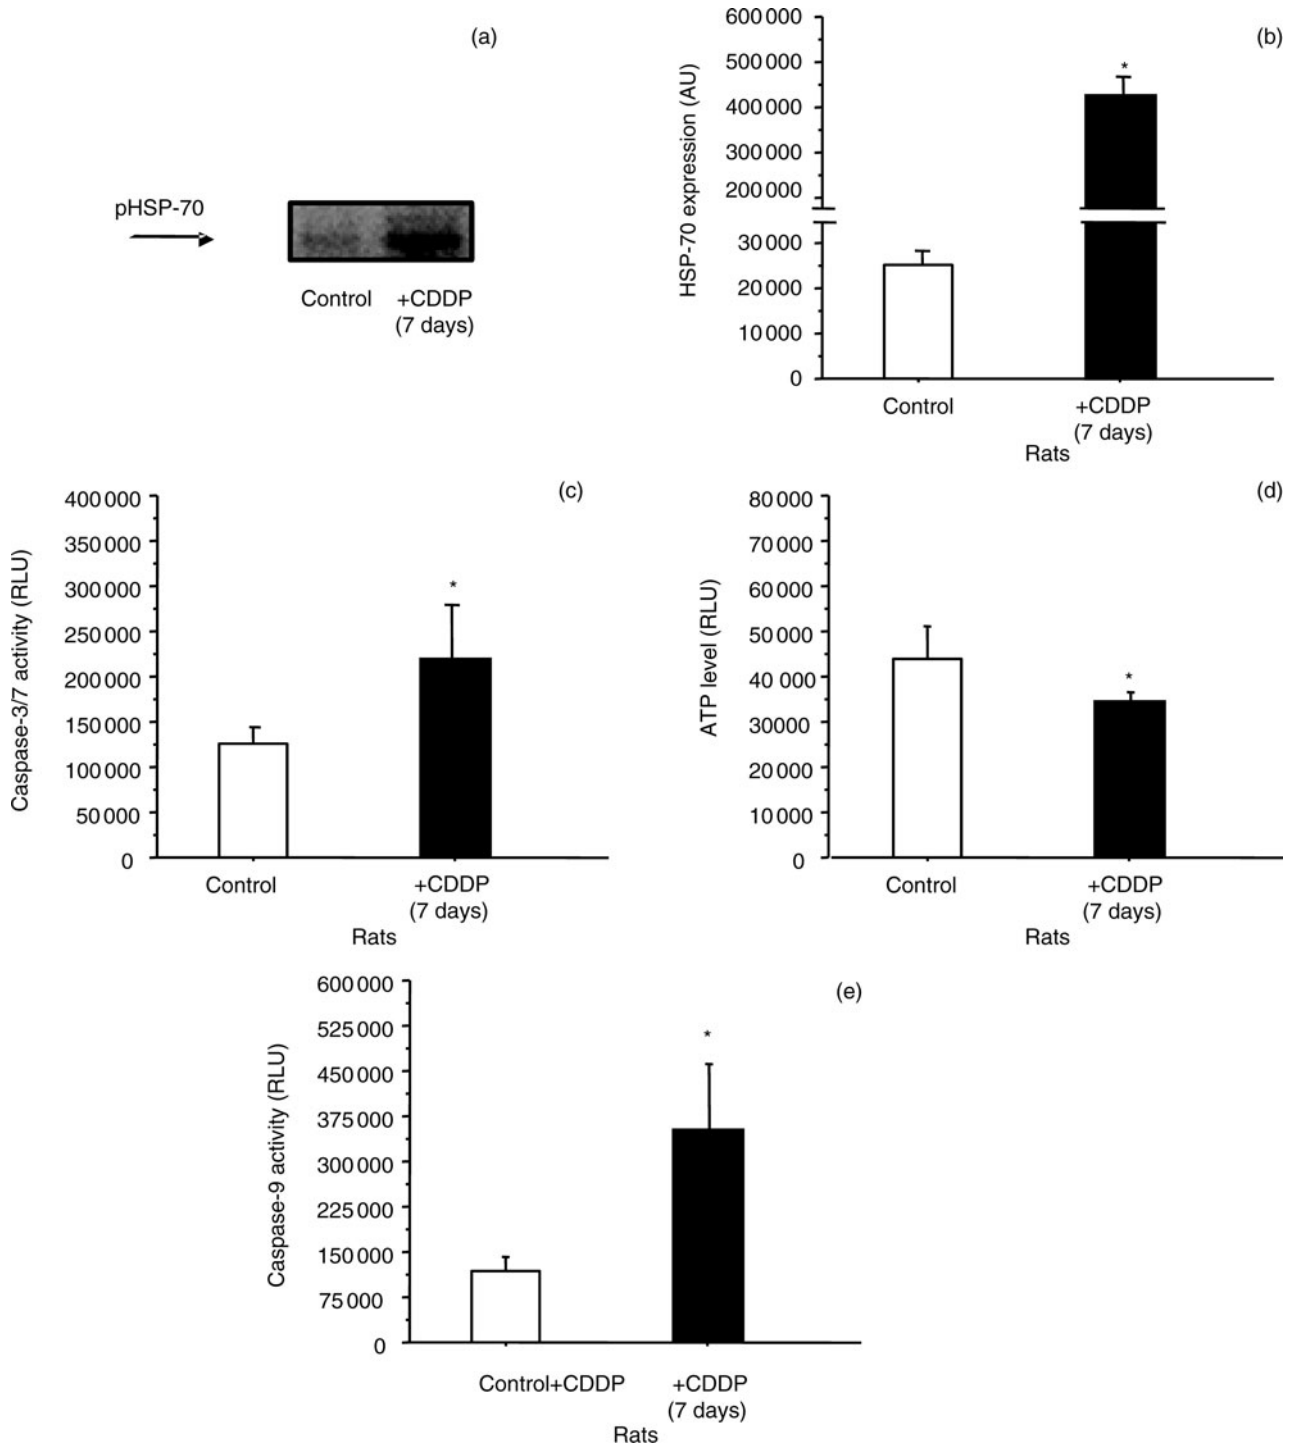 (a)
pHSP-70
Control
+CDDP
(7 days)
(b)
HSP-70 expression (AU)
600 000
500 000
400 000
300 000
200 000
30 000
20 000
10 000
0
*
Control
+CDDP
(7 days)
Rats
(c)
Caspase-3/7 activity (RLU)
400 000
350 000
300 000
250 000
200 000
150 000
100 000
50 000
0
*
Control
+CDDP
(7 days)
Rats
(d)
ATP level (RLU)
80 000
70 000
60 000
50 000
40 000
30000
20 000
10 000
0
*
Control
+CDDP
(7 days)
Rats
(e)
Caspase-9 activity (RLU)
600 000
525 000
450 000
375 000
300 000
225 000
150 000
75 000
0
*
Control+CDDP
+CDDP
(7 days)
Rats